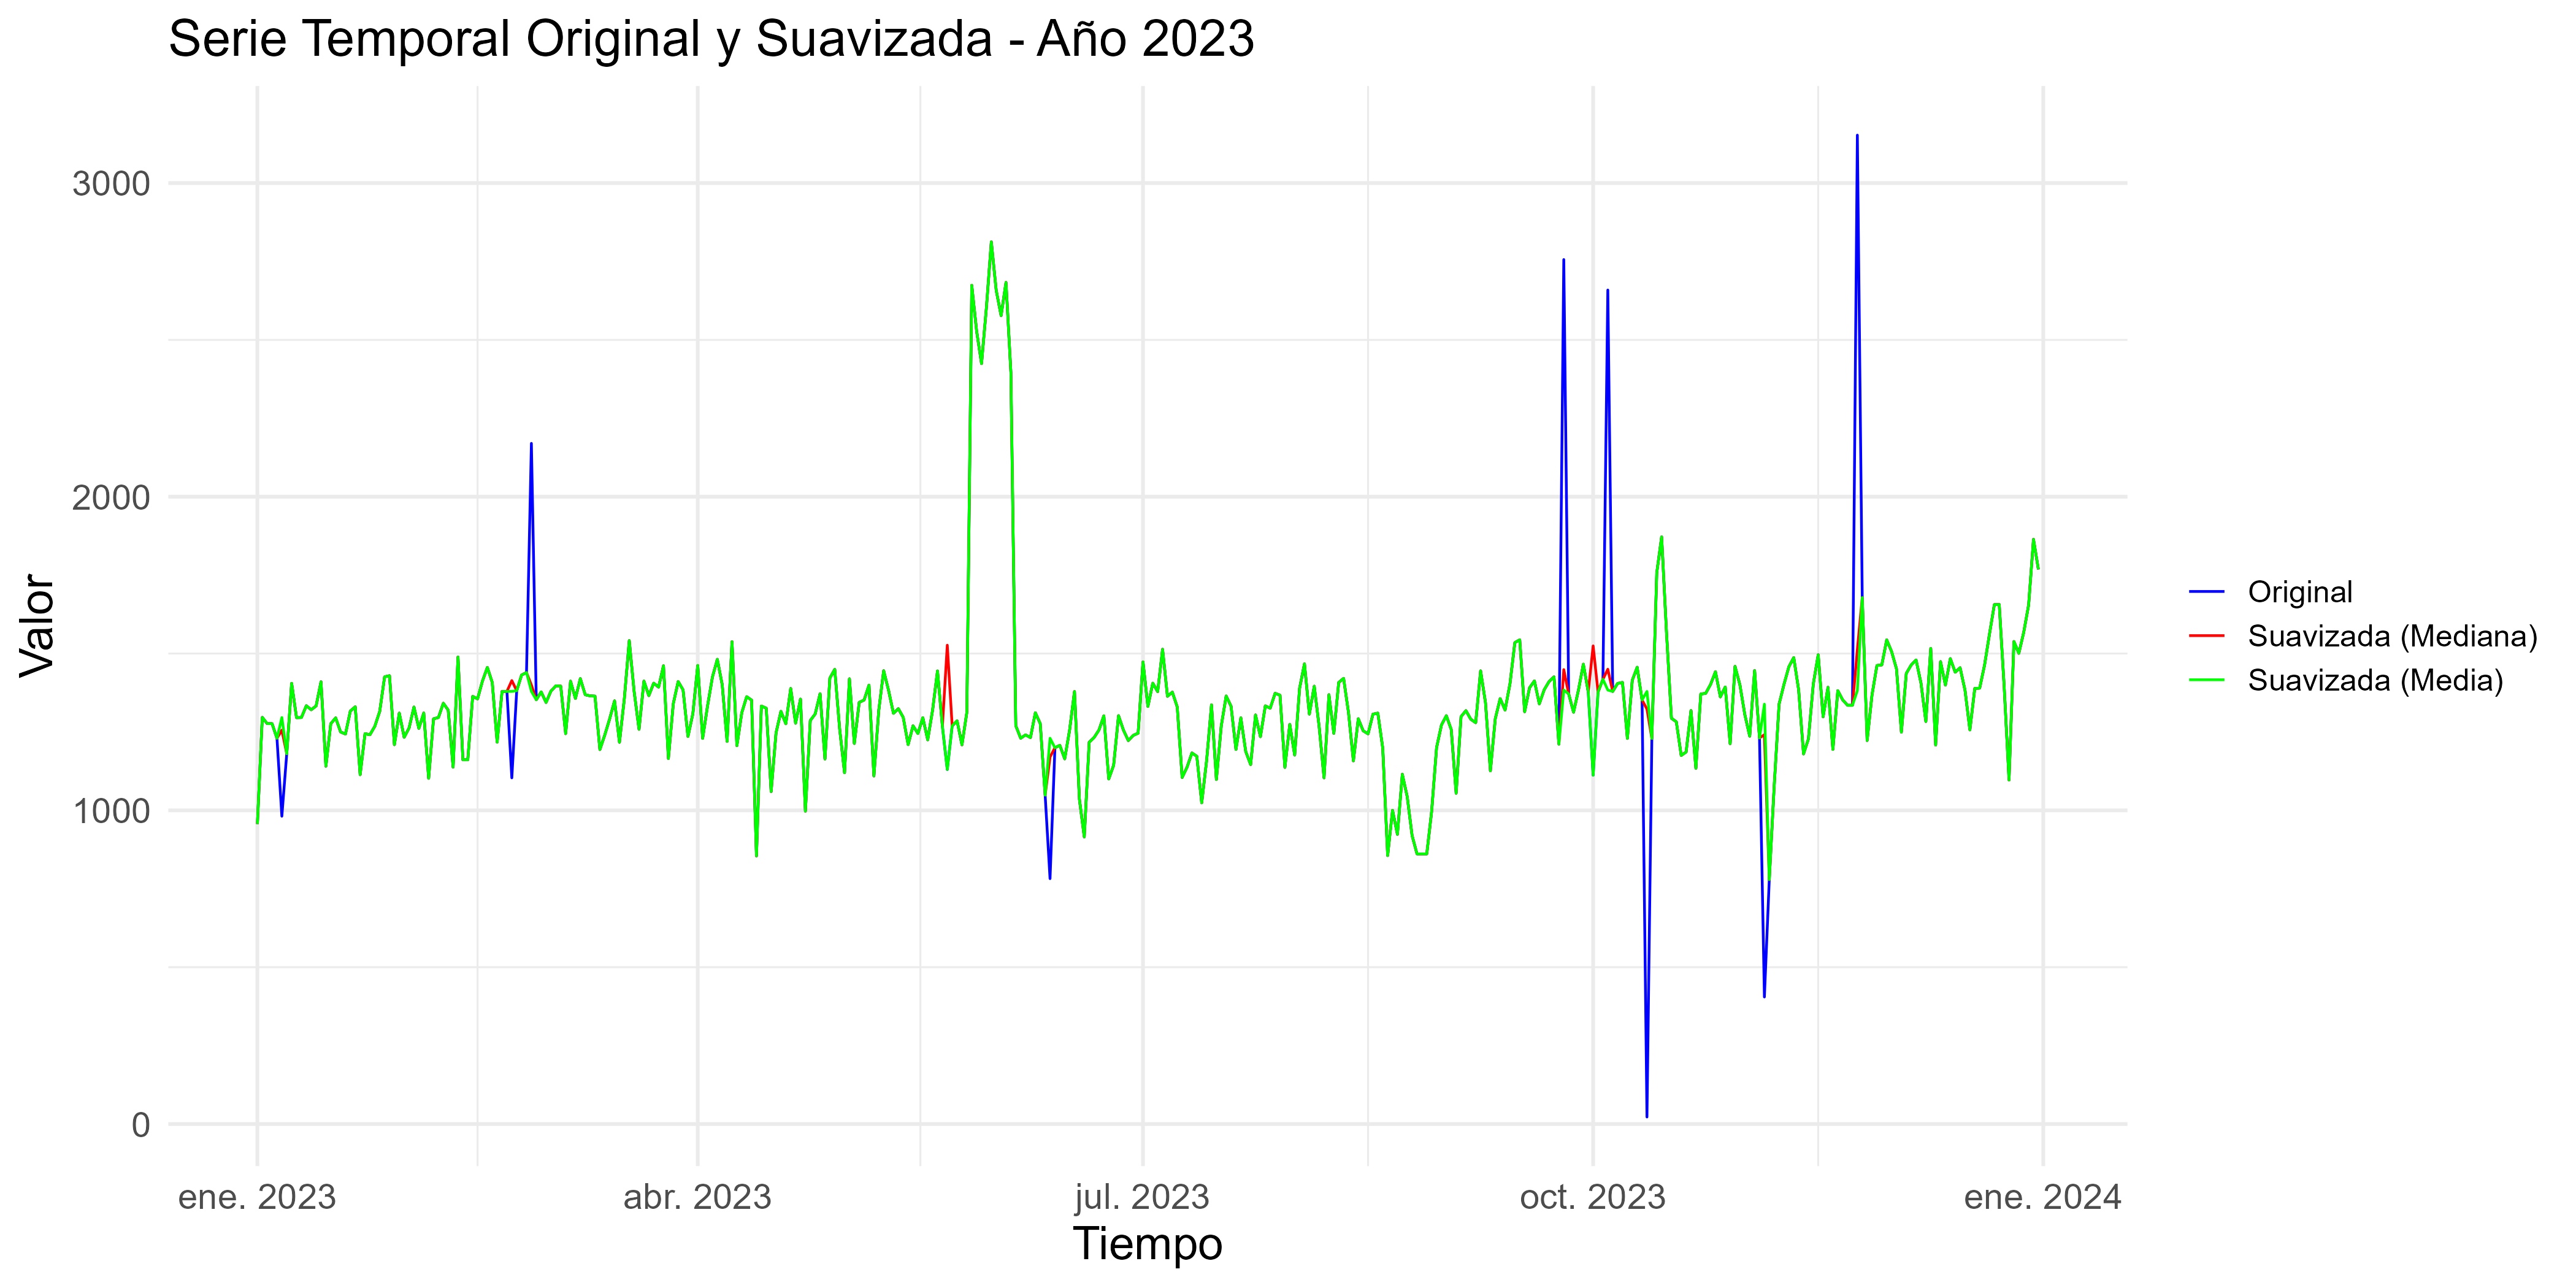 Serie Temporal Original y Suavizada - Año 2023
Valor
3000
2000
1000
0
ene. 2023
abr. 2023
jul. 2023
oct. 2023
ene. 2024
Tiempo
Original
Suavizada (Mediana)
Suavizada (Media)